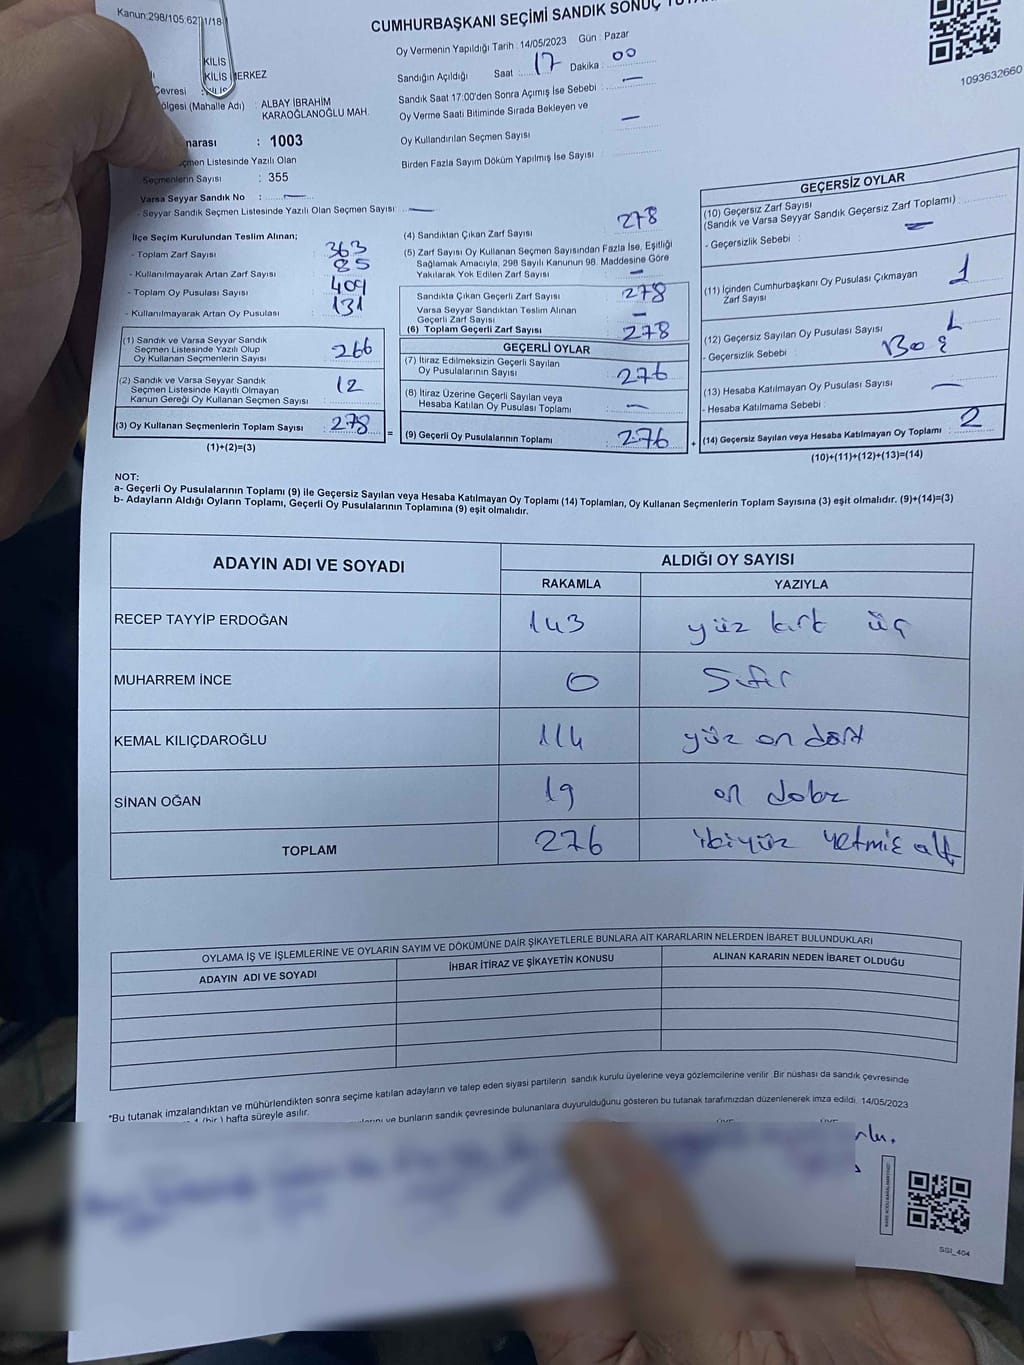 Kanun:298/105.62
1/18
CUMHURBAŞKANI SEÇİMİ SANDIK SONUÇ
Oy Vermenin Yapıldığı Tarih : 14/05/2023 Gün : Pazar
1093632660
KİLİS
KİLİS MERKEZ
Çevresi :
(Mahalle Adı) : ALBAY İBRAHİM
KARAOĞLANOĞLU MAH.
: 1003
Listesinde Yazılı Olan
Seçmenlerin Sayısı : 355
Varsa Seyyar Sandık No : —
- Seyyar Sandık Seçmen Listesinde Yazılı Olan Seçmen Sayısı : —
Sandığın Açıldığı Saat : 17 Dakika : 00
Sandık Saat 17:00'den Sonra Açımış İse Sebebi : —
Oy Verme Saati Bitiminde Sırada Bekleyen ve
Oy Kullandırılan Seçmen Sayısı : —
Birden Fazla Sayım Döküm Yapılmış İse Sayısı :
İlçe Seçim Kurulundan Teslim Alınan;
- Toplam Zarf Sayısı : 363
- Kullanılmayarak Artan Zarf Sayısı : 85
- Toplam Oy Pusulası Sayısı : 409
- Kullanılmayarak Artan Oy Pusulası : 131
(1) Sandık ve Varsa Seyyar Sandık
Seçmen Listesinde Yazılı Olup
Oy Kullanan Seçmenlerin Sayısı : 266
(2) Sandık ve Varsa Seyyar Sandık
Seçmen Listesinde Kayıtlı Olmayan
Kanun Gereği Oy Kullanan Seçmen Sayısı : 12
(3) Oy Kullanan Seçmenlerin Toplam Sayısı : 278
(1)+(2)=(3)
=
(4) Sandıktan Çıkan Zarf Sayısı : 278
(5) Zarf Sayısı Oy Kullanan Seçmen Sayısından Fazla İse, Eşitliği
Sağlamak Amacıyla, 298 Sayılı Kanunun 98. Maddesine Göre
Yakılarak Yok Edilen Zarf Sayısı : —
Sandıkta Çıkan Geçerli Zarf Sayısı : 278
Varsa Seyyar Sandıktan Teslim Alınan
Geçerli Zarf Sayısı : —
(6) Toplam Geçerli Zarf Sayısı : 278
GEÇERLİ OYLAR
(7) İtiraz Edilmeksizin Geçerli Sayılan
Oy Pusulalarının Sayısı : 276
(8) İtiraz Üzerine Geçerli Sayılan veya
Hesaba Katılan Oy Pusulası Toplamı : —
(9) Geçerli Oy Pusulalarının Toplamı : 276
+
GEÇERSİZ OYLAR
(10) Geçersiz Zarf Sayısı
(Sandık ve Varsa Seyyar Sandık Geçersiz Zarf Toplamı) : —
- Geçersizlik Sebebi :
(11) İçinden Cumhurbaşkanı Oy Pusulası Çıkmayan
Zarf Sayısı : 1
(12) Geçersiz Sayılan Oy Pusulası Sayısı :
- Geçersizlik Sebebi :
(13) Hesaba Katılmayan Oy Pusulası Sayısı : —
- Hesaba Katılmama Sebebi :
(14) Geçersiz Sayılan veya Hesaba Katılmayan Oy Toplamı : 2
(10)+(11)+(12)+(13)=(14)
NOT:
a- Geçerli Oy Pusulalarının Toplamı (9) ile Geçersiz Sayılan veya Hesaba Katılmayan Oy Toplamı (14) Toplamları, Oy Kullanan Seçmenlerin Toplam Sayısına (3) eşit olmalıdır. (9)+(14)=(3)
b- Adayların Aldığı Oyların Toplamı, Geçerli Oy Pusulalarının Toplamına (9) eşit olmalıdır.
ADAYIN ADI VE SOYADI ALDIĞI OY SAYISI
RAKAMLA YAZIYLA
RECEP TAYYİP ERDOĞAN 143 yüz kırk üç
MUHARREM İNCE 0 Sıfır
KEMAL KILIÇDAROĞLU 114 yüz on dört
SİNAN OĞAN 19 on dokuz
TOPLAM 276 ikiyüz yetmiş altı
OYLAMA İŞ VE İŞLEMLERİNE VE OYLARIN SAYIM VE DÖKÜMÜNE DAİR ŞİKAYETLERLE BUNLARA AİT KARARLARIN NELERDEN İBARET BULUNDUKLARI
ADAYIN ADI VE SOYADI İHBAR İTİRAZ VE ŞİKAYETİN KONUSU ALINAN KARARIN NEDEN İBARET OLDUĞU
*Bu tutanak imzalandıktan ve mühürlendikten sonra seçime katılan adayların ve talep eden siyasi partilerin sandık kurulu üyelerine veya gözlemcilerine verilir. Bir nüshası da sandık çevresinde
1 (bir) hafta süreyle asılır.
ve bunların sandık çevresinde bulunanlara duyurulduğunu gösteren bu tutanak tarafımızdan düzenlenerek imza edildi. 14/05/2023
SGI_404